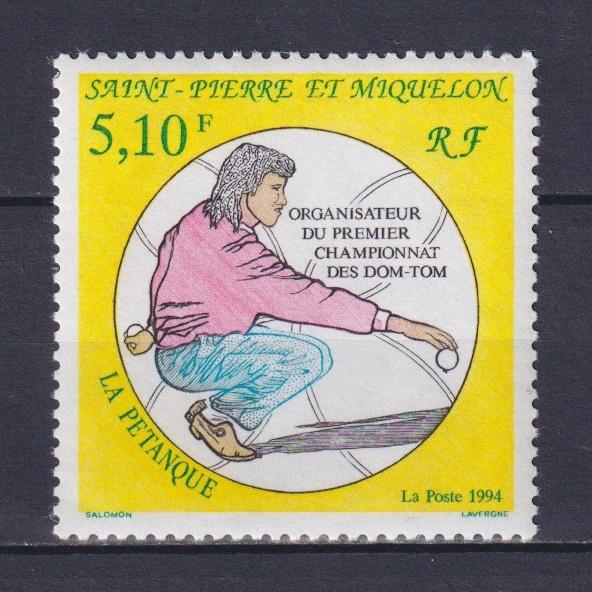 SAINT-PIERRE ET MIQUELON
5,10 F
RF
ORGANISATEUR
DU PREMIER
CHAMPIONNAT
DES DOM-TOM
LA PETANQUE
La Poste 1994
SALOMON
LAVERGNE